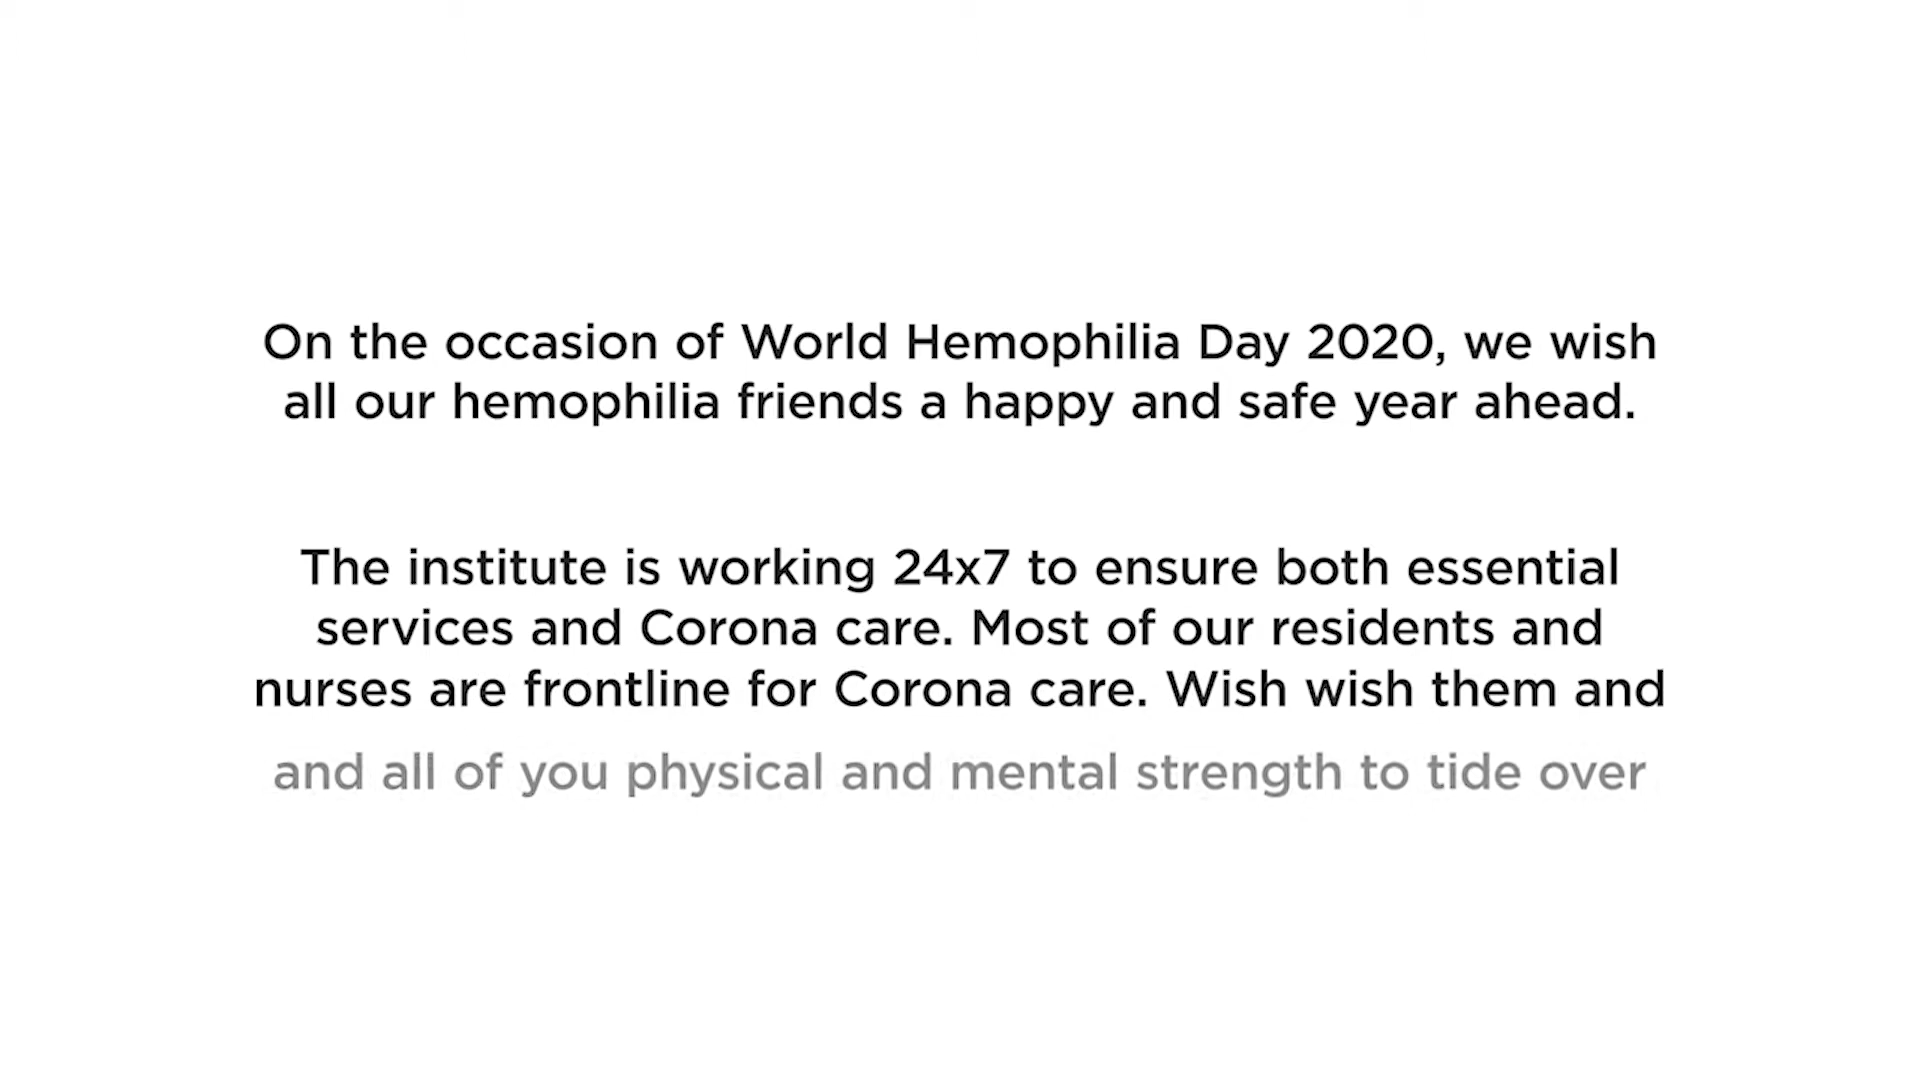 On the occasion of World Hemophilia Day 2020, we wish
all our hemophilia friends a happy and safe year ahead.
The institute is working 24x7 to ensure both essential
services and Corona care. Most of our residents and
nurses are frontline for Corona care. Wish wish them and
and all of you physical and mental strength to tide over